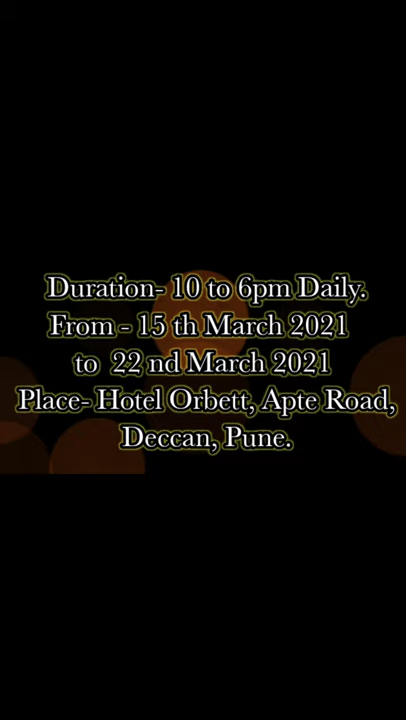 Duration- 10 to 6pm Daily.
From - 15 th March 2021
to 22 nd March 2021
Place- Hotel Orbett, Apte Road,
Deccan, Pune.